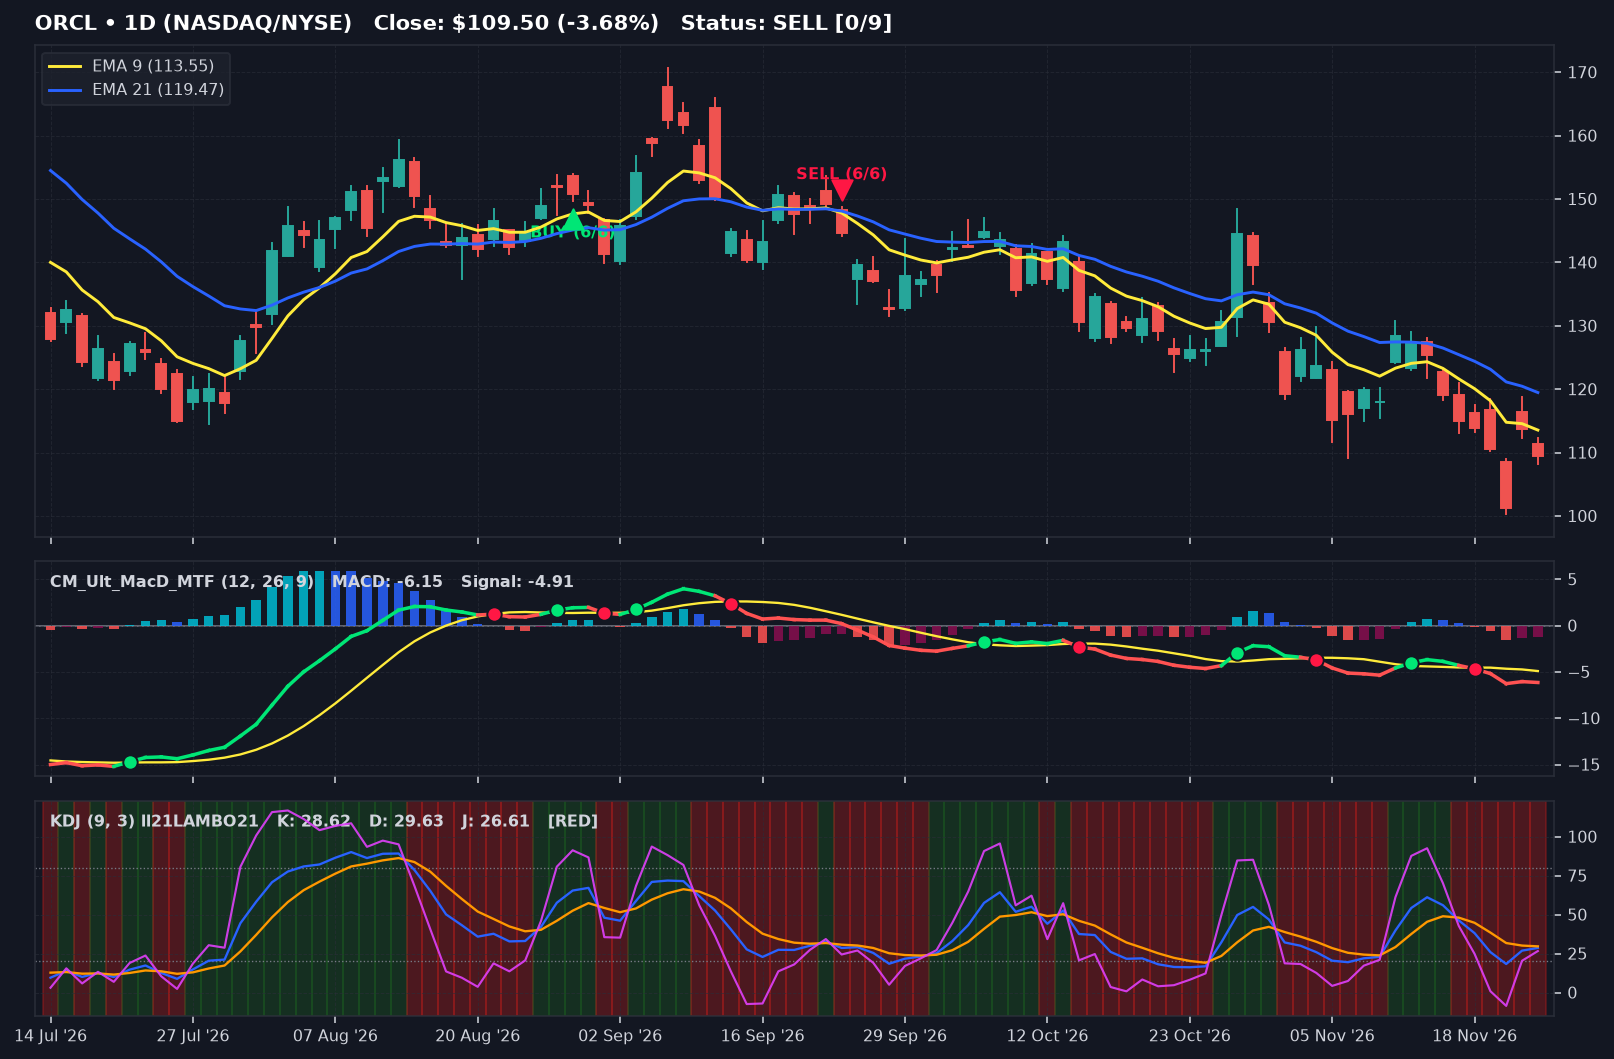 ORCL • 1D (NASDAQ/NYSE)   Close: $109.50 (-3.68%)   Status: SELL [0/9]
EMA 9 (113.55)
EMA 21 (119.47)
170
160
150
140
130
120
110
100
SELL (6/6)
BUY (6/6)
CM_Ult_MacD_MTF (12, 26, 9)   MACD: -6.15   Signal: -4.91
5
0
−5
−10
−15
KDJ (9, 3) II21LAMBO21   K: 28.62   D: 29.63   J: 26.61   [RED]
100
75
50
25
0
14 Jul '26
27 Jul '26
07 Aug '26
20 Aug '26
02 Sep '26
16 Sep '26
29 Sep '26
12 Oct '26
23 Oct '26
05 Nov '26
18 Nov '26